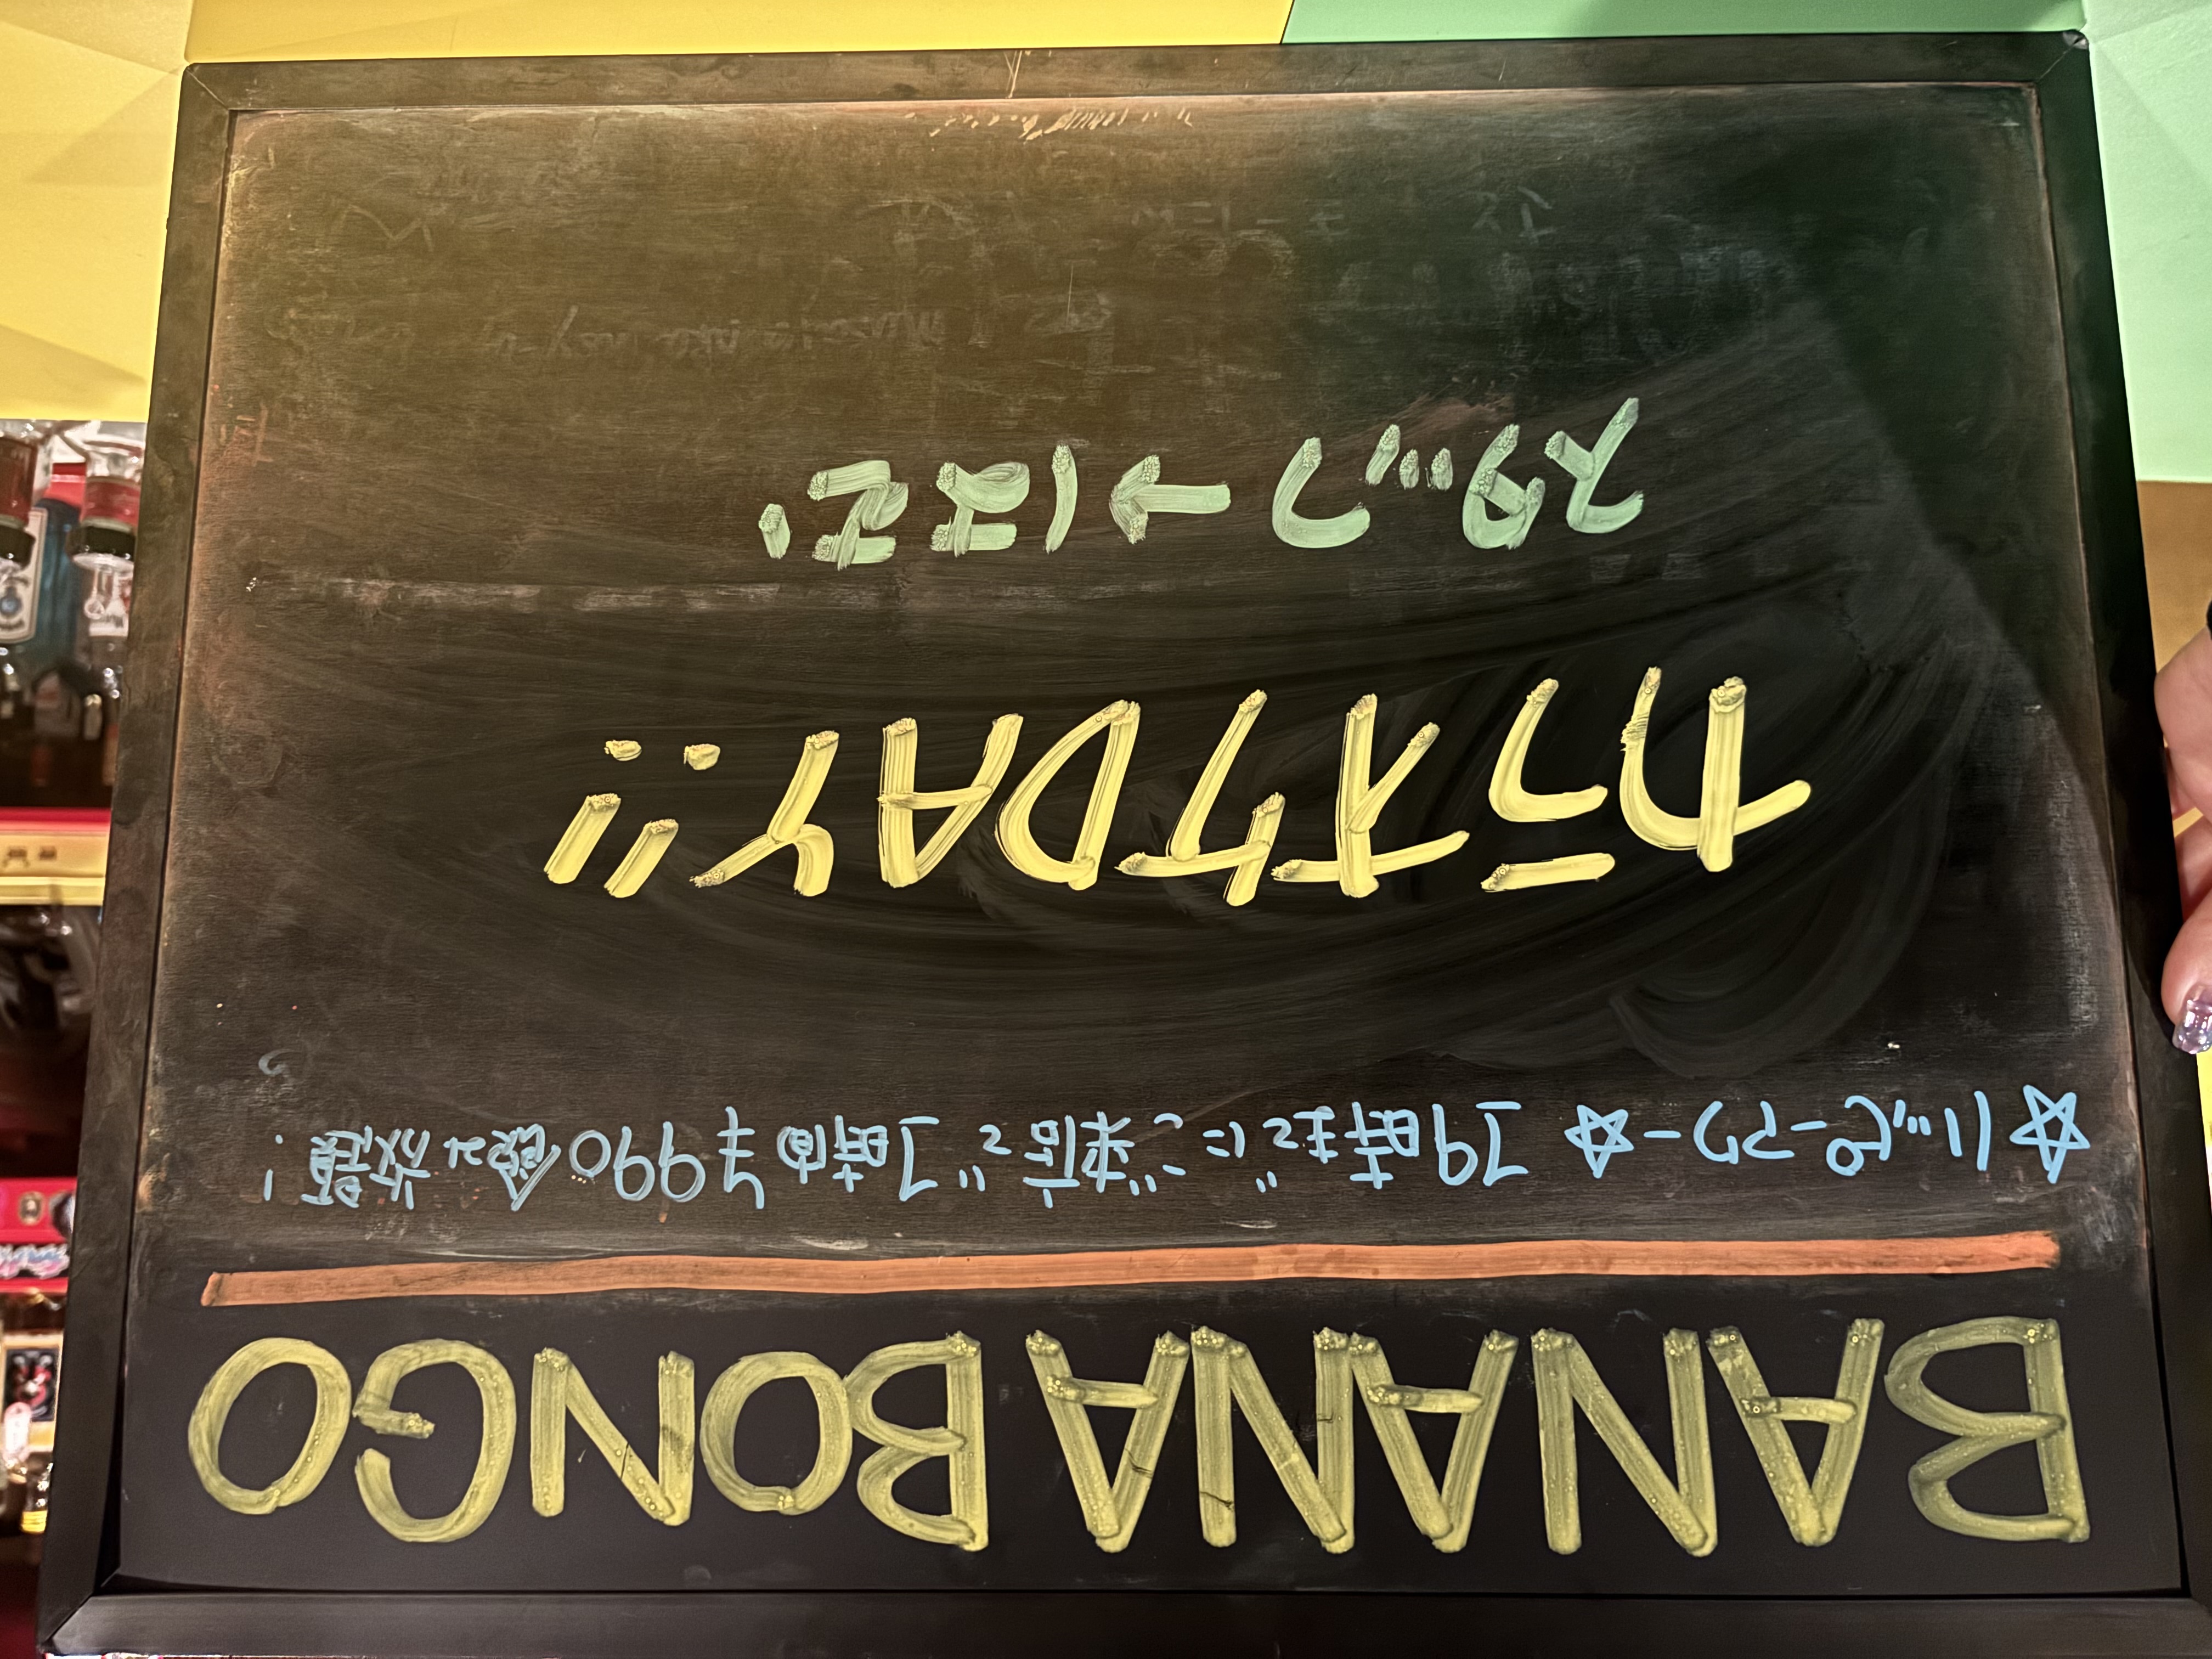 BANANA BONGO
☆ハッピーアワー☆ 19時までにご来店で1時間¥990飲み放題!
カラオケDAY!!
スタッフ→